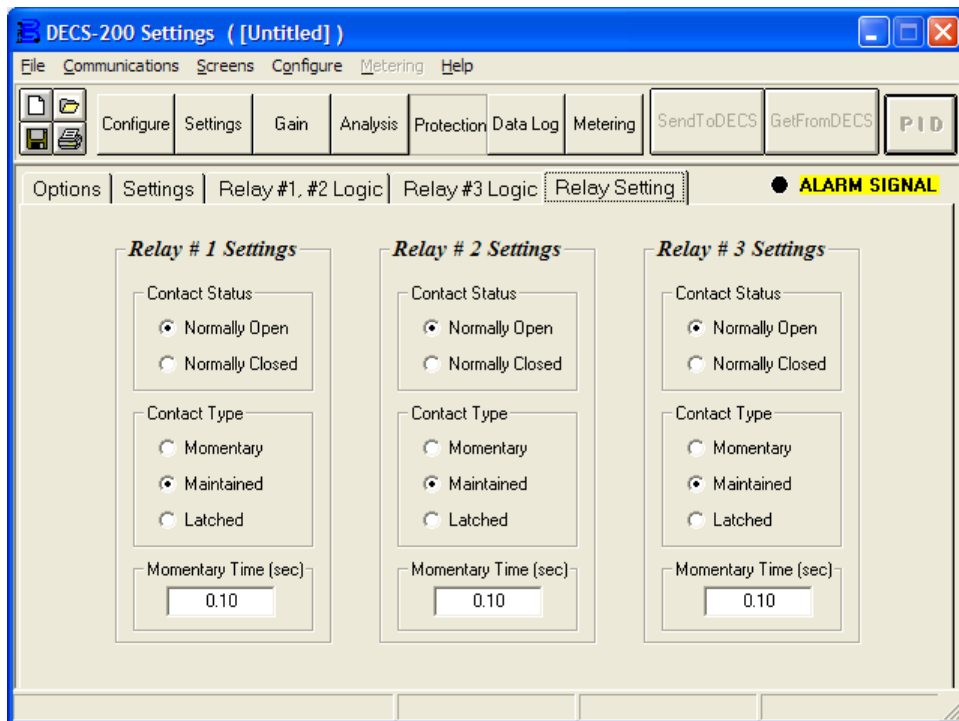 DECS-200 Settings ( [Untitled] )
File Communications Screens Configure Metering Help
Configure Settings Gain Analysis Protection Data Log Metering SendToDECS GetFromDECS PID
Options Settings Relay #1, #2 Logic Relay #3 Logic Relay Setting ALARM SIGNAL
Relay # 1 Settings
Contact Status
Normally Open
Normally Closed
Contact Type
Momentary
Maintained
Latched
Momentary Time (sec)
0.10
Relay # 2 Settings
Contact Status
Normally Open
Normally Closed
Contact Type
Momentary
Maintained
Latched
Momentary Time (sec)
0.10
Relay # 3 Settings
Contact Status
Normally Open
Normally Closed
Contact Type
Momentary
Maintained
Latched
Momentary Time (sec)
0.10